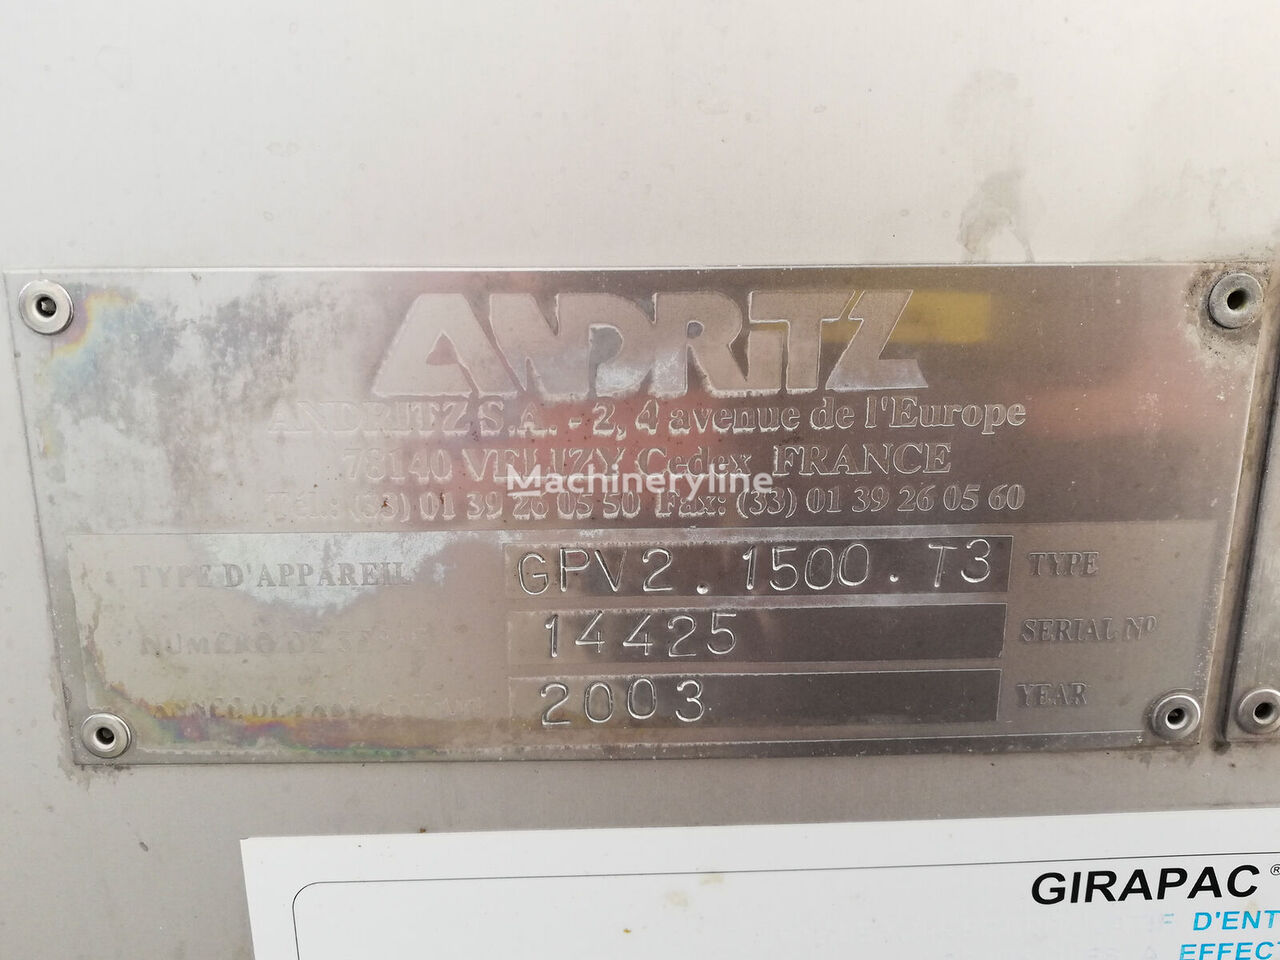 ANDRITZ
ANDRITZ S.A. - 2, 4 avenue de l'Europe
78140 VELIZY Cedex FRANCE
Machineryline
Tél.: (33) 01 39 26 05 50 Fax: (33) 01 39 26 05 60
TYPE D'APPAREIL GPV2.1500.T3 TYPE
NUMERO DE 14425 SERIAL Nº
2003 YEAR
GIRAPAC ®
D'ENT
EFFECT